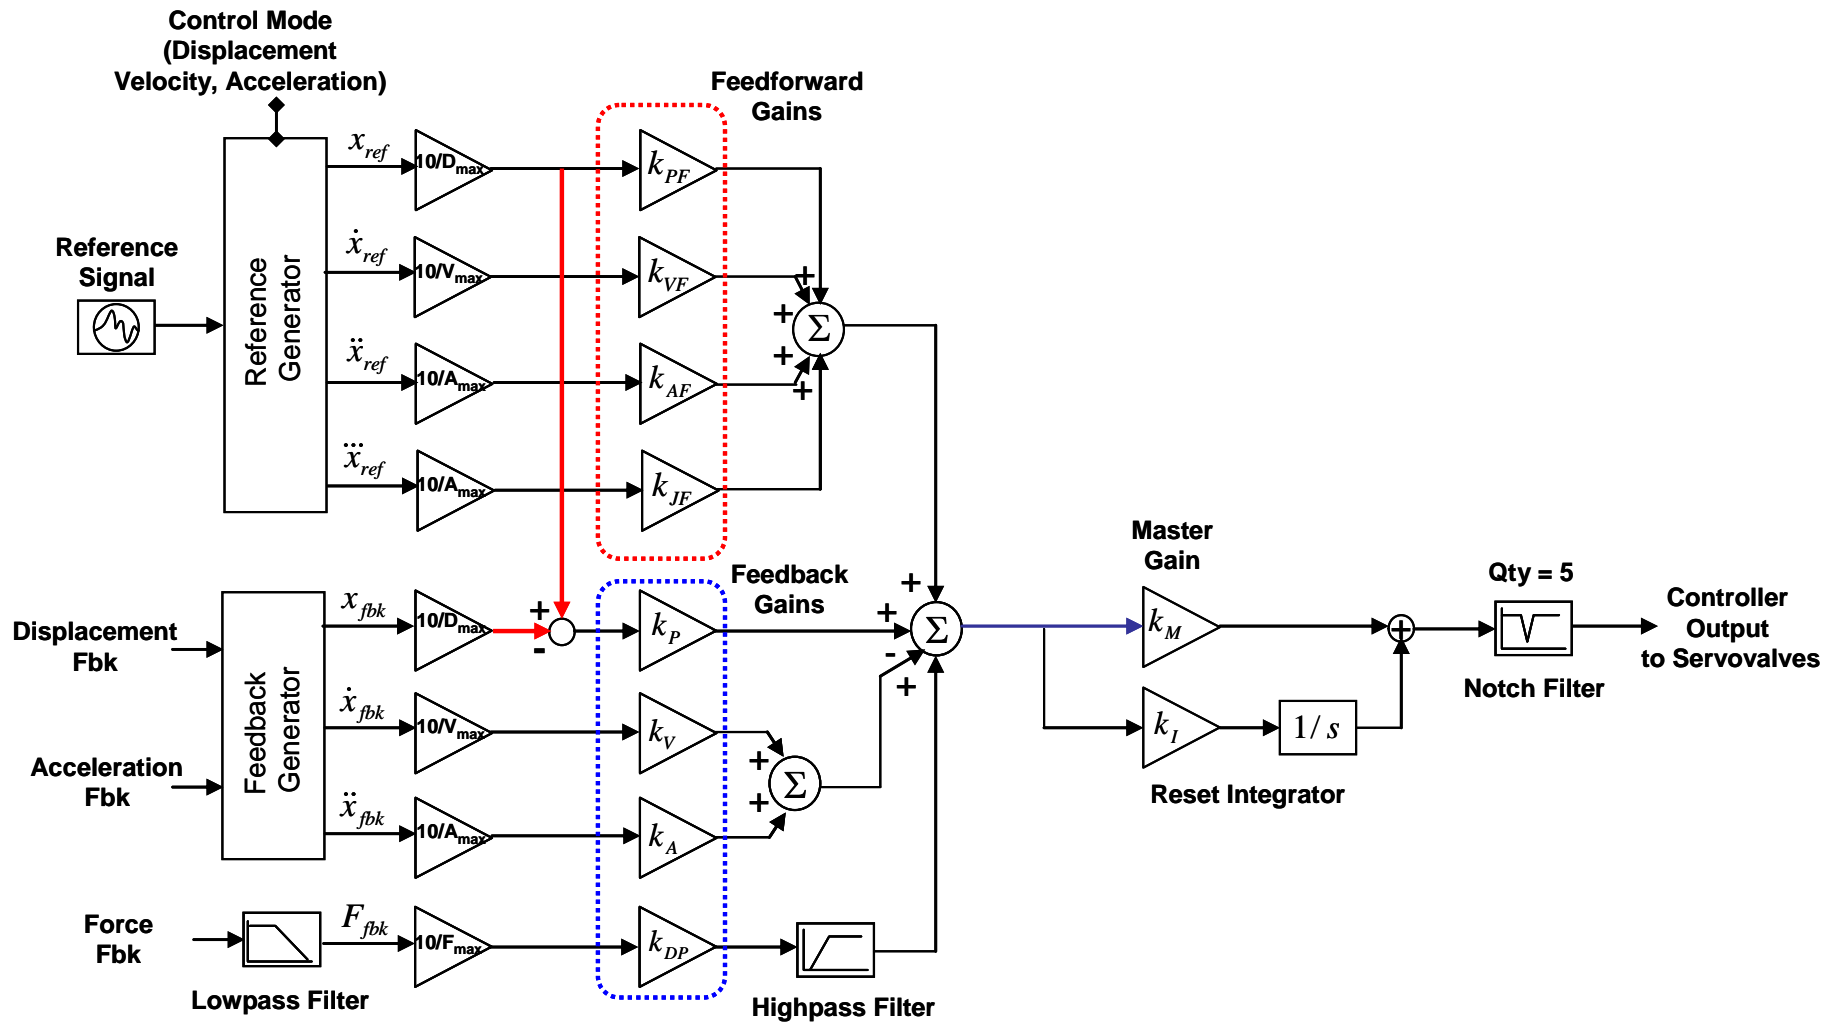 Control Mode
(Displacement
Velocity, Acceleration)
Feedforward
Gains
x_ref
10/D_max
k_PF
Reference
Signal
Reference
Generator
ẋ_ref
10/V_max
k_VF
+
+
Σ
ẍ_ref
10/A_max
k_AF
+
+
x⃛_ref
10/A_max
k_JF
Master
Gain
Feedback
Gains
Qty = 5
Displacement
Fbk
Feedback
Generator
x_fbk
10/D_max
+
-
k_P
+
+
Σ
-
+
k_M
+
Controller
Output
to Servovalves
Notch Filter
ẋ_fbk
10/V_max
k_V
k_I
1/s
Reset Integrator
Acceleration
Fbk
+
Σ
+
ẍ_fbk
10/A_max
k_A
Force
Fbk
F_fbk
10/F_max
k_DP
Lowpass Filter
Highpass Filter